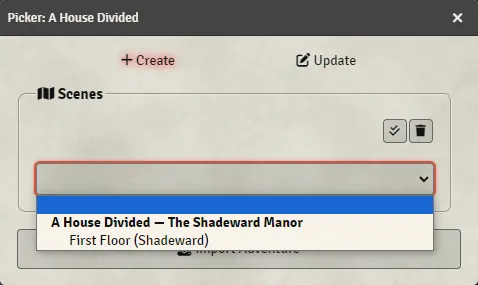 Picker: A House Divided
Create
Update
Scenes
A House Divided — The Shadeward Manor
First Floor (Shadeward)
Import Adventure